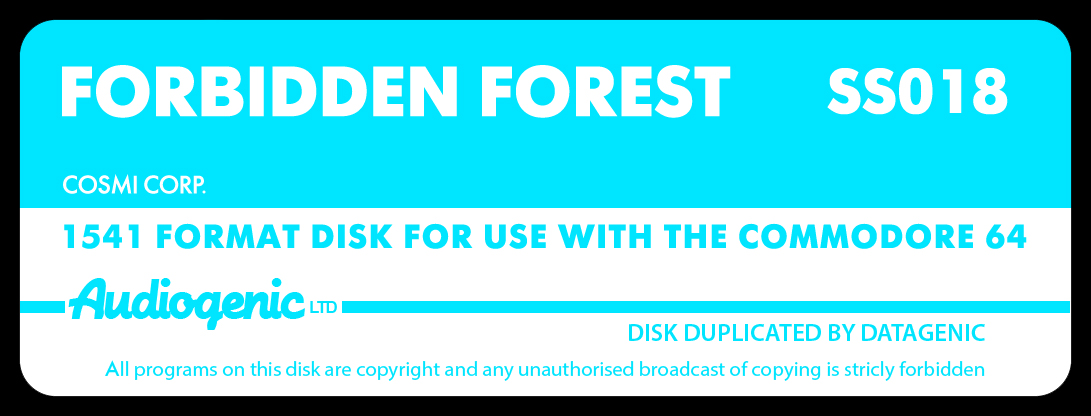 FORBIDDEN FOREST SS018
COSMI CORP.
1541 FORMAT DISK FOR USE WITH THE COMMODORE 64
Audiogenic LTD
DISK DUPLICATED BY DATAGENIC
All programs on this disk are copyright and any unauthorised broadcast of copying is stricly forbidden